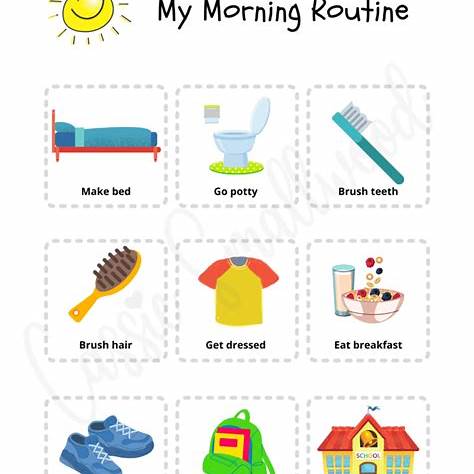 My Morning Routine
Make bed
Go potty
Brush teeth
Brush hair
Get dressed
Eat breakfast
SCHOOL
Cassie Smallwood